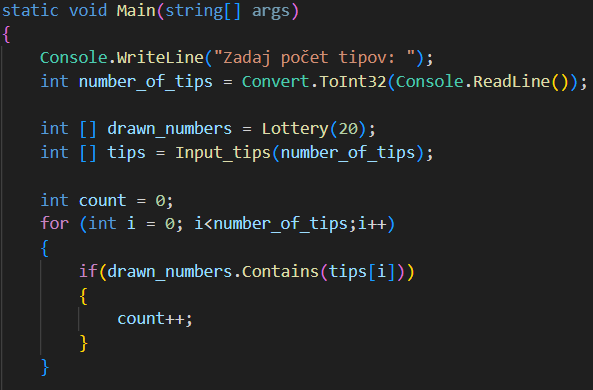 static void Main(string[] args)
{
    Console.WriteLine("Zadaj počet tipov: ");
    int number_of_tips = Convert.ToInt32(Console.ReadLine());
    int [] drawn_numbers = Lottery(20);
    int [] tips = Input_tips(number_of_tips);
    int count = 0;
    for (int i = 0; i<number_of_tips;i++)
    {
        if(drawn_numbers.Contains(tips[i]))
        {
            count++;
        }
    }